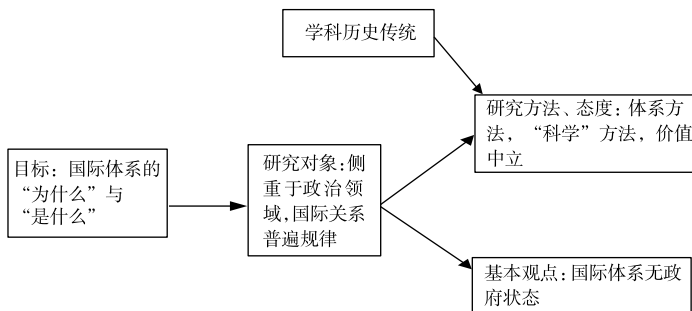 学科历史传统
研究方法、态度：体系方
法，“科学”方法，价值
中立
目标：国际体系的
“为什么”与
“是什么”
研究对象：侧
重于政治领
域，国际关系
普遍规律
基本观点：国际体系无政
府状态